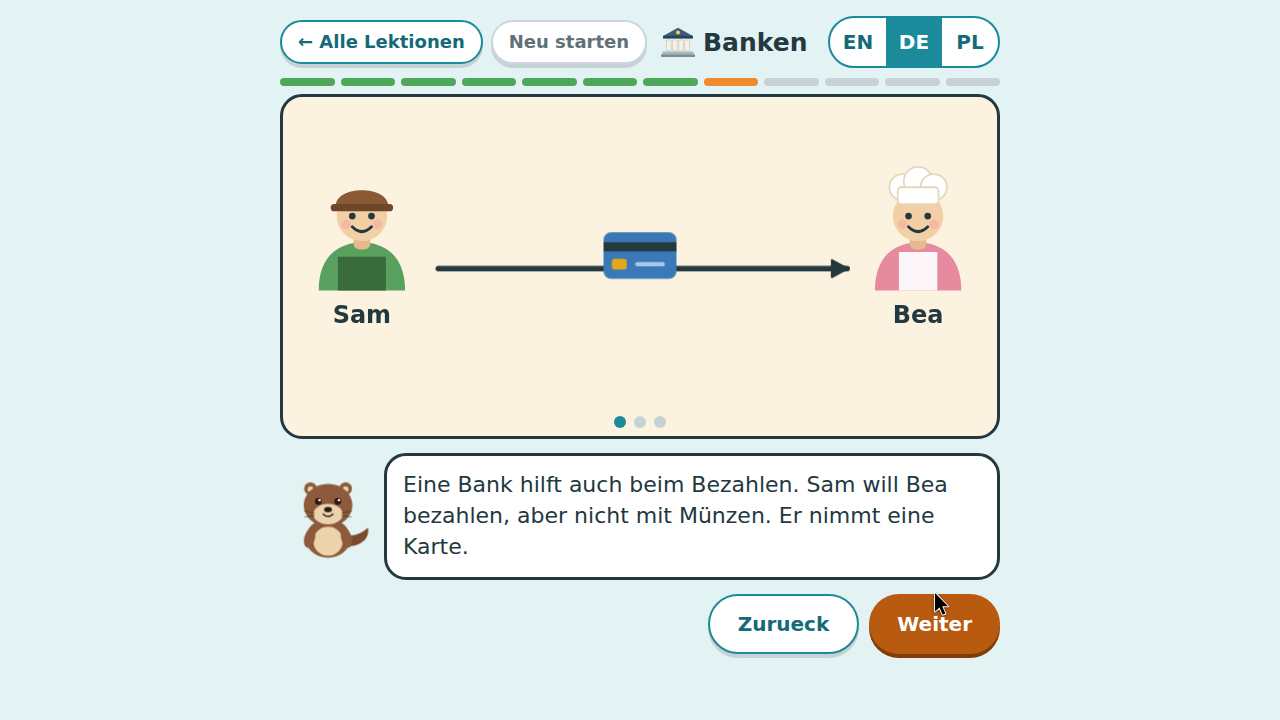 ← Alle Lektionen
Neu starten
Banken
EN
DE
PL
Sam
Bea
Eine Bank hilft auch beim Bezahlen. Sam will Bea
bezahlen, aber nicht mit Münzen. Er nimmt eine
Karte.
Zurueck
Weiter